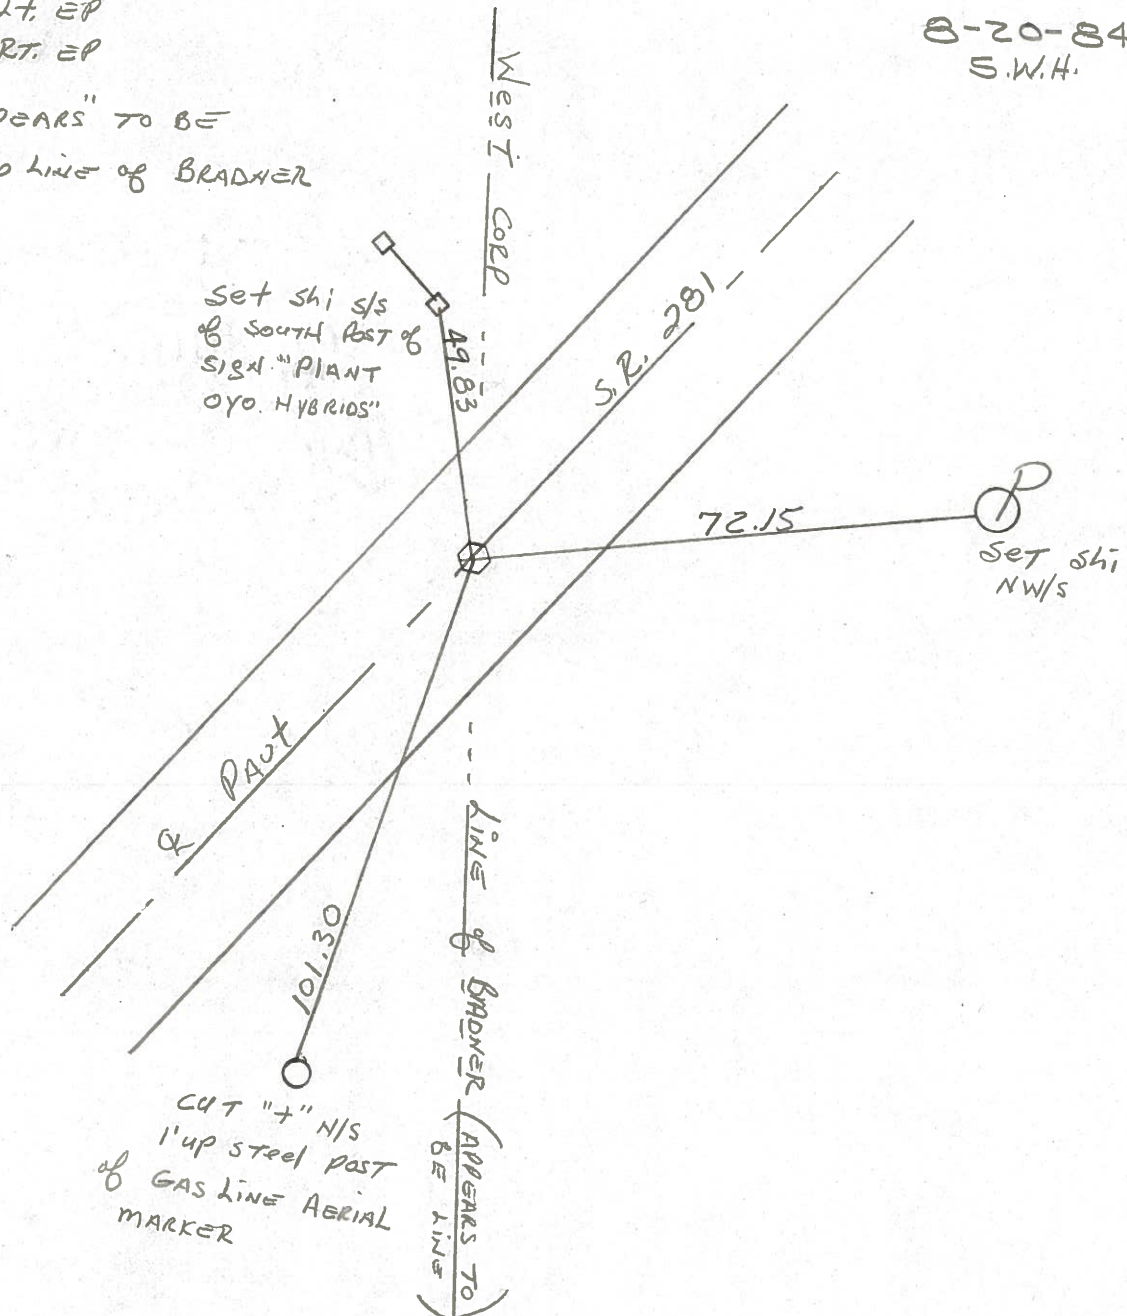 LT. EP
RT. EP
PEARS" TO BE
LINE of BRADNER
8-20-84
S.W.H.
WEST CORP
Set shi s/s
of SOUTH POST of
SIGN "PLANT
OYO. HYBRIDS"
49.83
S.R. 281
72.15
SET shi
NW/S
℄ PAVT
101.30
LINE of BRADNER (APPEARS TO
BE LINE)
CUT "+" N/S
1' up steel POST
of GAS LINE AERIAL
MARKER